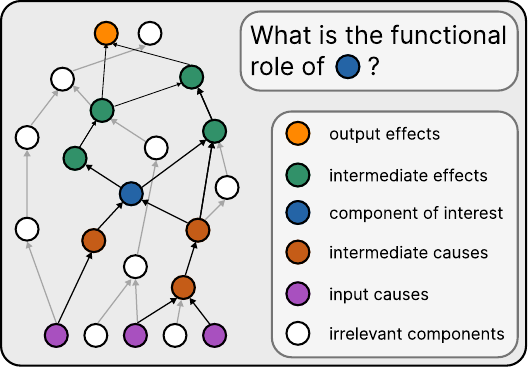 What is the functional
role of ?
output effects
intermediate effects
component of interest
intermediate causes
input causes
irrelevant components